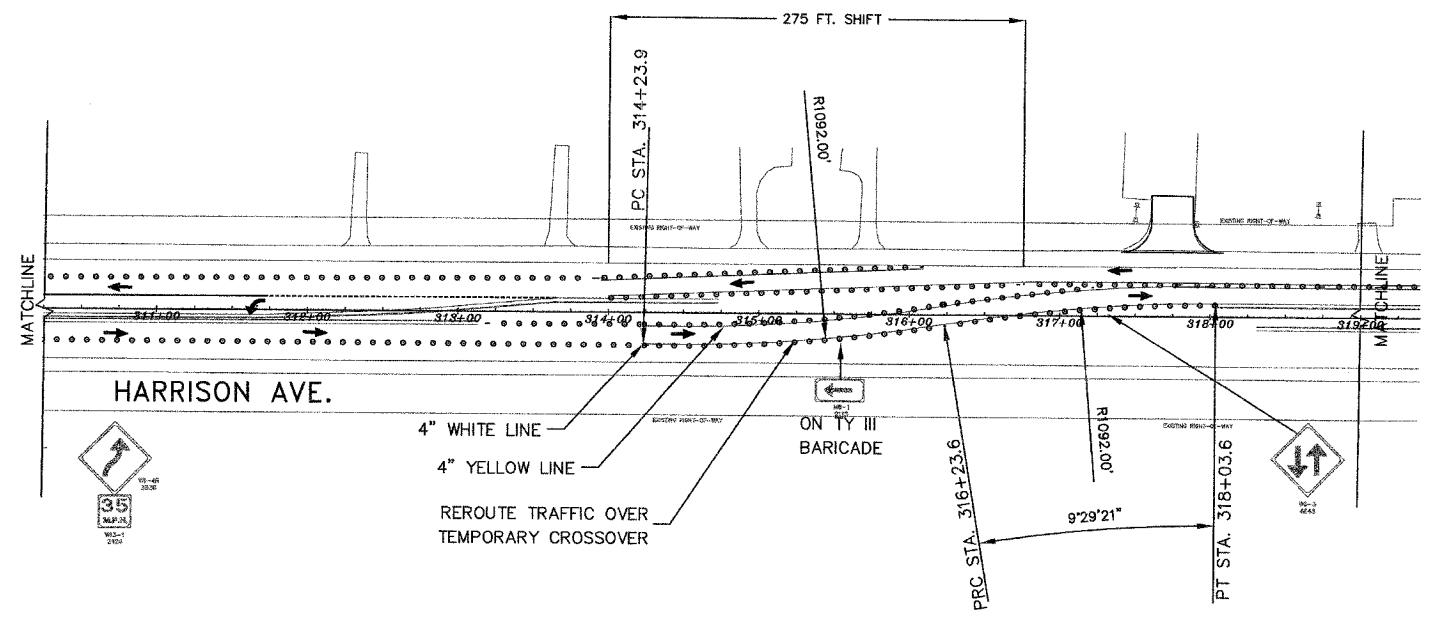 275 FT. SHIFT
PC STA. 314+23.9
R1092.00'
EXISTING RIGHT-OF-WAY
EXISTING RIGHT-OF-WAY
MATCHLINE
MATCHLINE
311+00
312+00
313+00
314+00
315+00
316+00
317+00
318+00
319+00
HARRISON AVE.
4" WHITE LINE
4" YELLOW LINE
REROUTE TRAFFIC OVER
TEMPORARY CROSSOVER
EXISTING RIGHT-OF-WAY
ON TY III
BARICADE
EXISTING RIGHT-OF-WAY
PRC STA. 316+23.6
R1092.00'
9°29'21"
PT STA. 318+03.6
35
M.P.H.